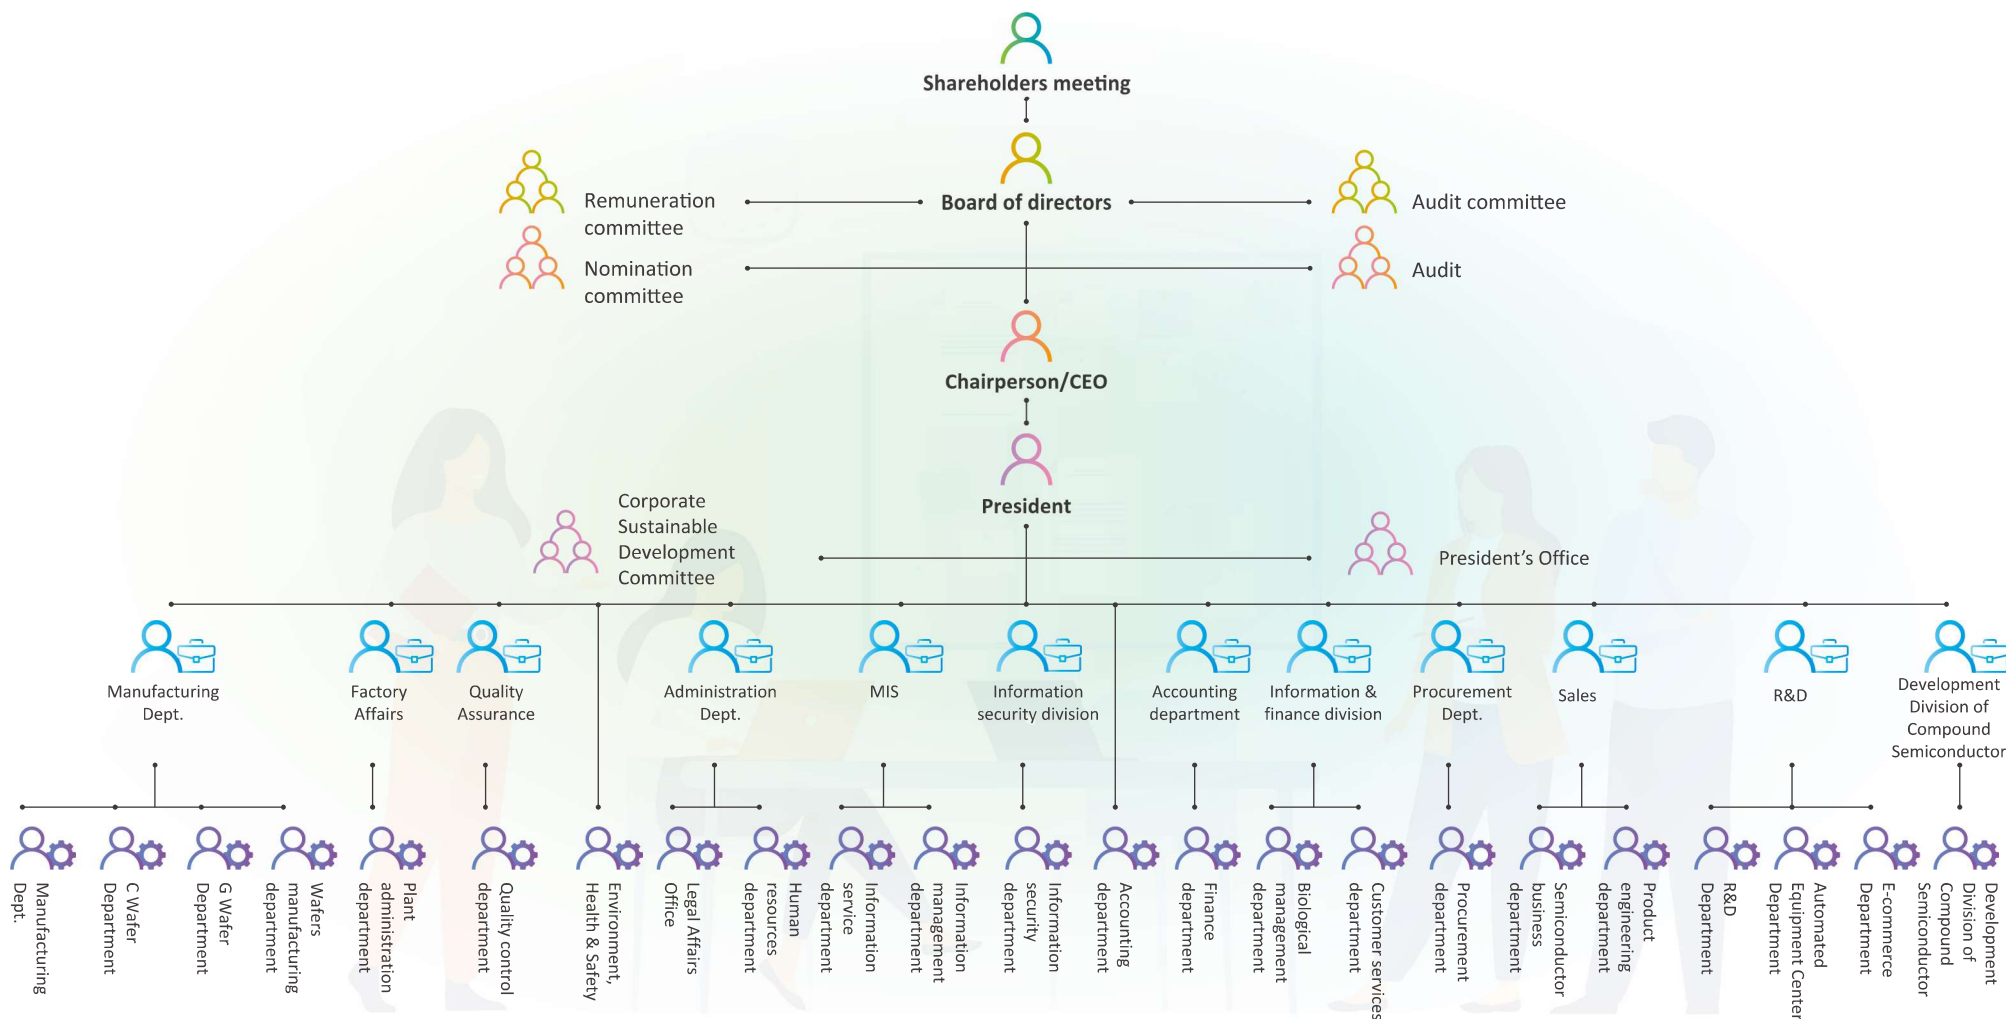 Shareholders meeting
Board of directors
Remuneration
committee
Audit committee
Nomination
committee
Audit
Chairperson/CEO
President
Corporate
Sustainable
Development
Committee
President's Office
Manufacturing
Dept.
Factory
Affairs
Quality
Assurance
Administration
Dept.
MIS
Information
security division
Accounting
department
Information &
finance division
Procurement
Dept.
Sales
R&D
Development
Division of
Compound
Semiconductor
Manufacturing
Dept.
C Wafer
Department
G Wafer
Department
Wafers
manufacturing
department
Plant
administration
department
Quality control
department
Environment,
Health & Safety
Legal Affairs
Office
Human
resources
department
Information
service
department
Information
management
department
Information
security
department
Accounting
department
Finance
department
Biological
management
department
Customer services
department
Procurement
department
Semiconductor
business
department
Product
engineering
department
R&D
Department
Automated
Equipment Center
Department
E-commerce
Department
Development
Division of
Compound
Semiconductor